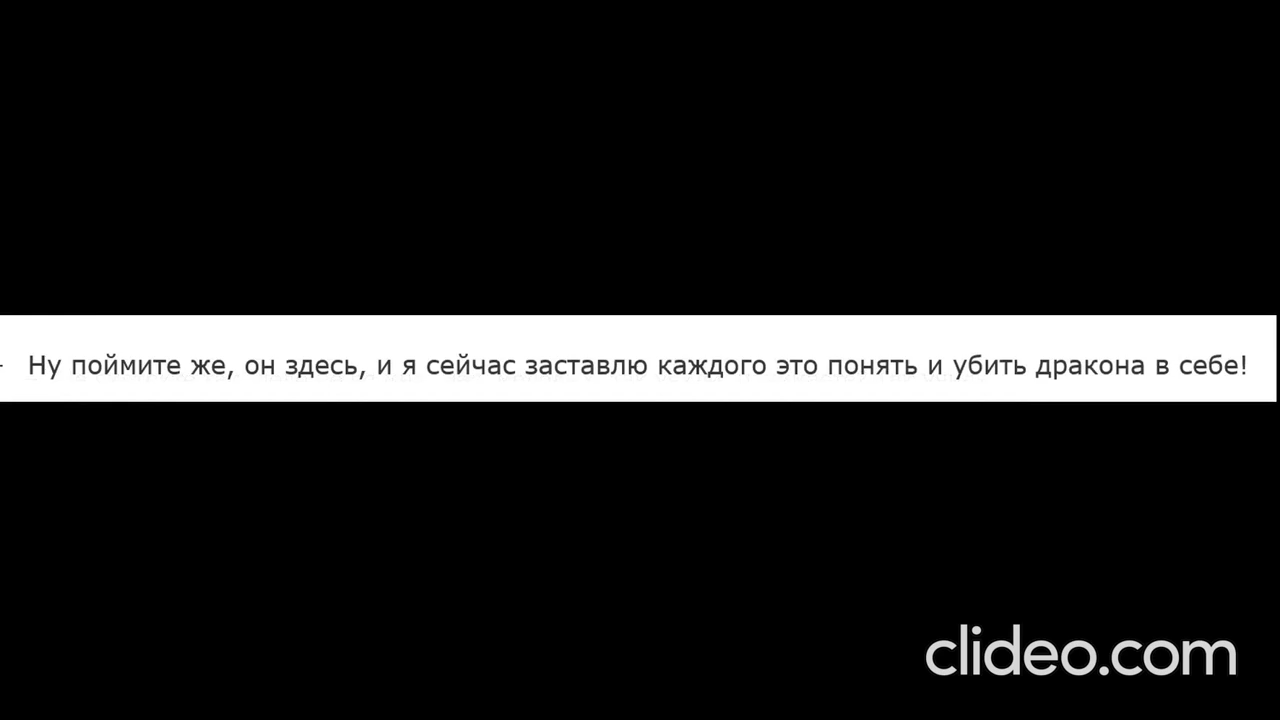 - Ну поймите же, он здесь, и я сейчас заставлю каждого это понять и убить дракона в себе!
clideo.com